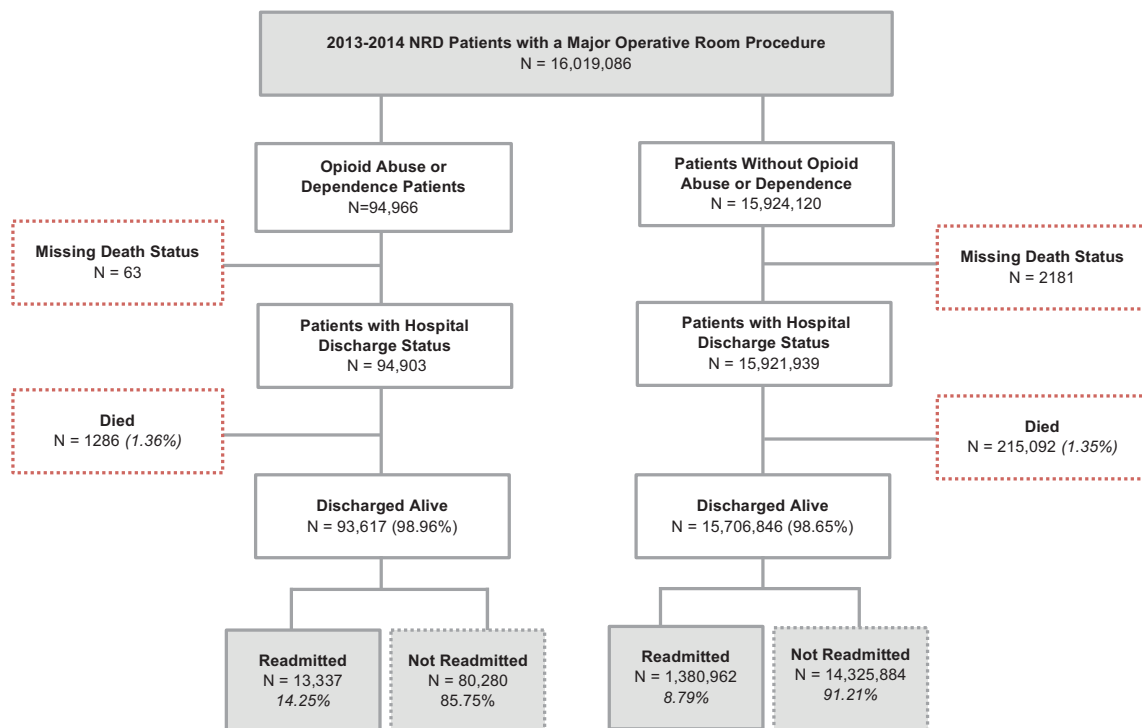 2013-2014 NRD Patients with a Major Operative Room Procedure
N = 16,019,086
Opioid Abuse or
Dependence Patients
N=94,966
Patients Without Opioid
Abuse or Dependence
N = 15,924,120
Missing Death Status
N = 63
Missing Death Status
N = 2181
Patients with Hospital
Discharge Status
N = 94,903
Patients with Hospital
Discharge Status
N = 15,921,939
Died
N = 1286 (1.36%)
Died
N = 215,092 (1.35%)
Discharged Alive
N = 93,617 (98.96%)
Discharged Alive
N = 15,706,846 (98.65%)
Readmitted
N = 13,337
14.25%
Not Readmitted
N = 80,280
85.75%
Readmitted
N = 1,380,962
8.79%
Not Readmitted
N = 14,325,884
91.21%